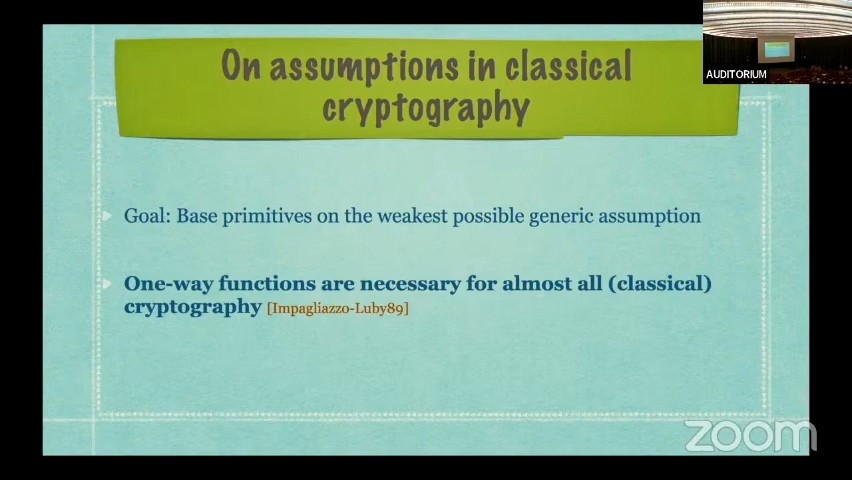 On assumptions in classical
cryptography
AUDITORIUM
Goal: Base primitives on the weakest possible generic assumption
One-way functions are necessary for almost all (classical)
cryptography [Impagliazzo-Luby89]
zoom